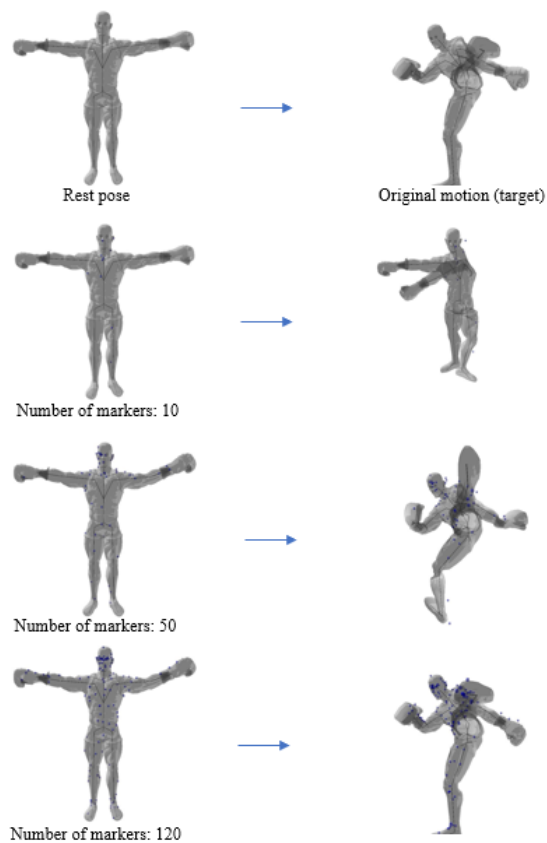 Rest pose
Original motion (target)
Number of markers: 10
Number of markers: 50
Number of markers: 120